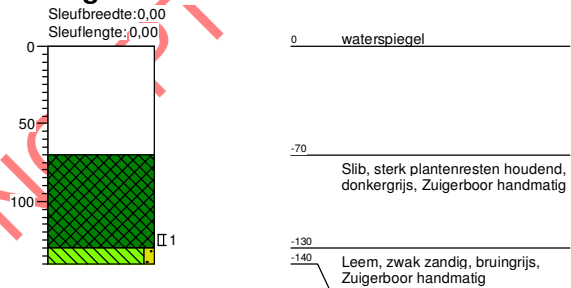 Sleufbreedte:0,00
Sleuflengte:0,00
0
50
100
1
0 waterspiegel
-70
Slib, sterk plantenresten houdend,
donkergrijs, Zuigerboor handmatig
-130
-140
Leem, zwak zandig, bruingrijs,
Zuigerboor handmatig